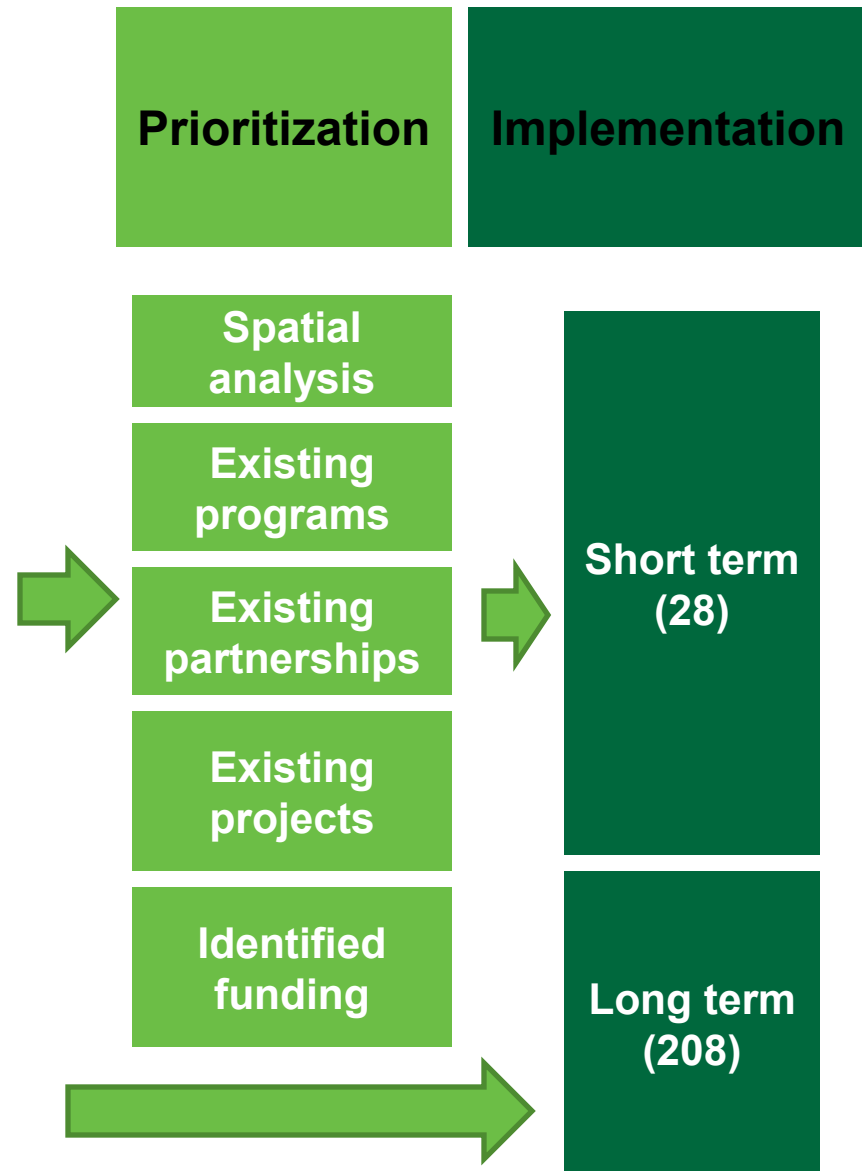 Prioritization
Implementation
Spatial
analysis
Existing
programs
Existing
partnerships
Existing
projects
Identified
funding
Short term
(28)
Long term
(208)